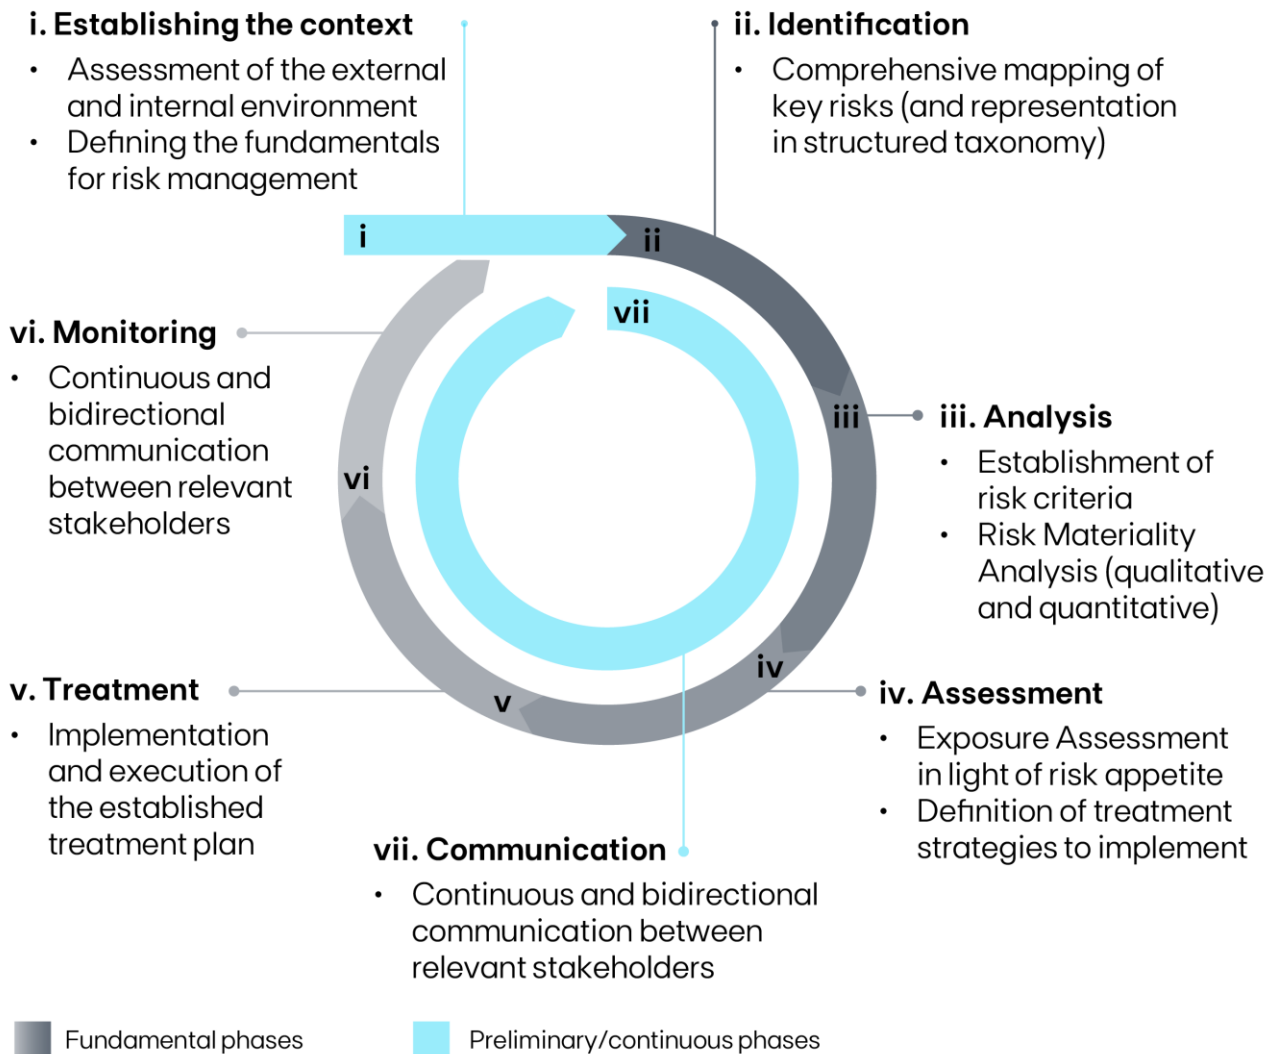 i. Establishing the context
• Assessment of the external
and internal environment
• Defining the fundamentals
for risk management
ii. Identification
• Comprehensive mapping of
key risks (and representation
in structured taxonomy)
i
ii
vii
vi. Monitoring
• Continuous and
bidirectional
communication
between relevant
stakeholders
iii
iii. Analysis
• Establishment of
risk criteria
• Risk Materiality
Analysis (qualitative
and quantitative)
vi
iv
v
v. Treatment
• Implementation
and execution of
the established
treatment plan
iv. Assessment
• Exposure Assessment
in light of risk appetite
• Definition of treatment
strategies to implement
vii. Communication
• Continuous and bidirectional
communication between
relevant stakeholders
Fundamental phases
Preliminary/continuous phases